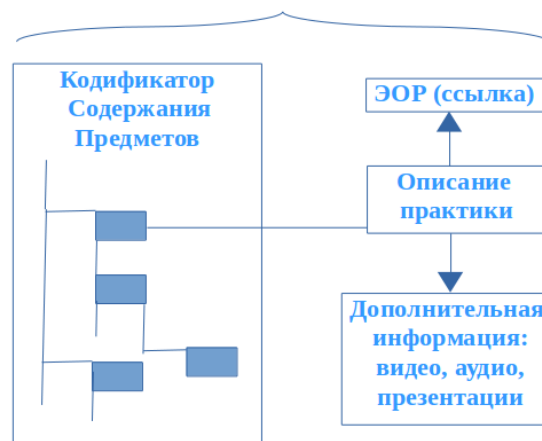 Кодификатор
Содержания
Предметов
ЭОР (ссылка)
Описание
практики
Дополнительная
информация:
видео, аудио,
презентации